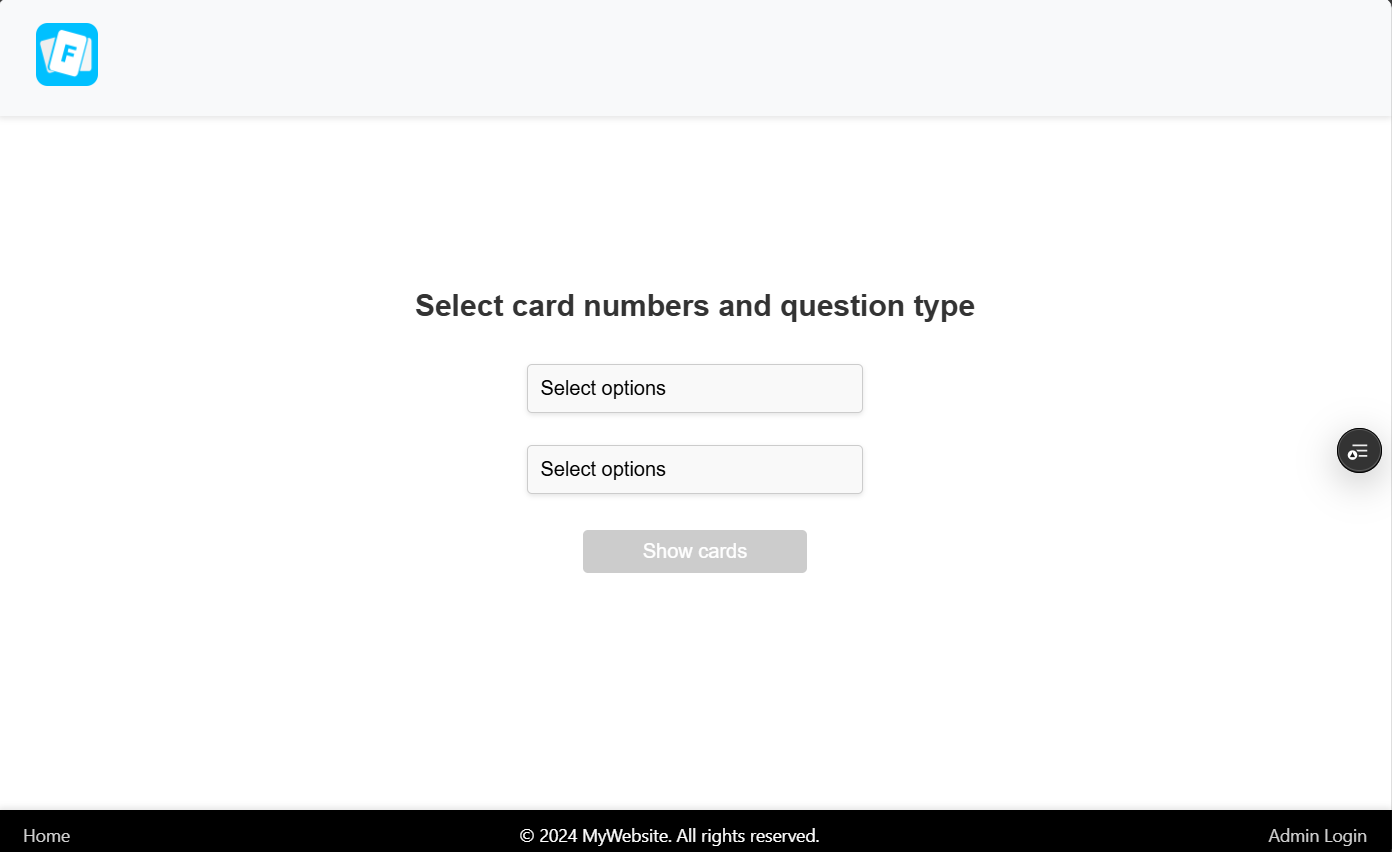 F
Select card numbers and question type
Select options
Select options
Show cards
Home
© 2024 MyWebsite. All rights reserved.
Admin Login